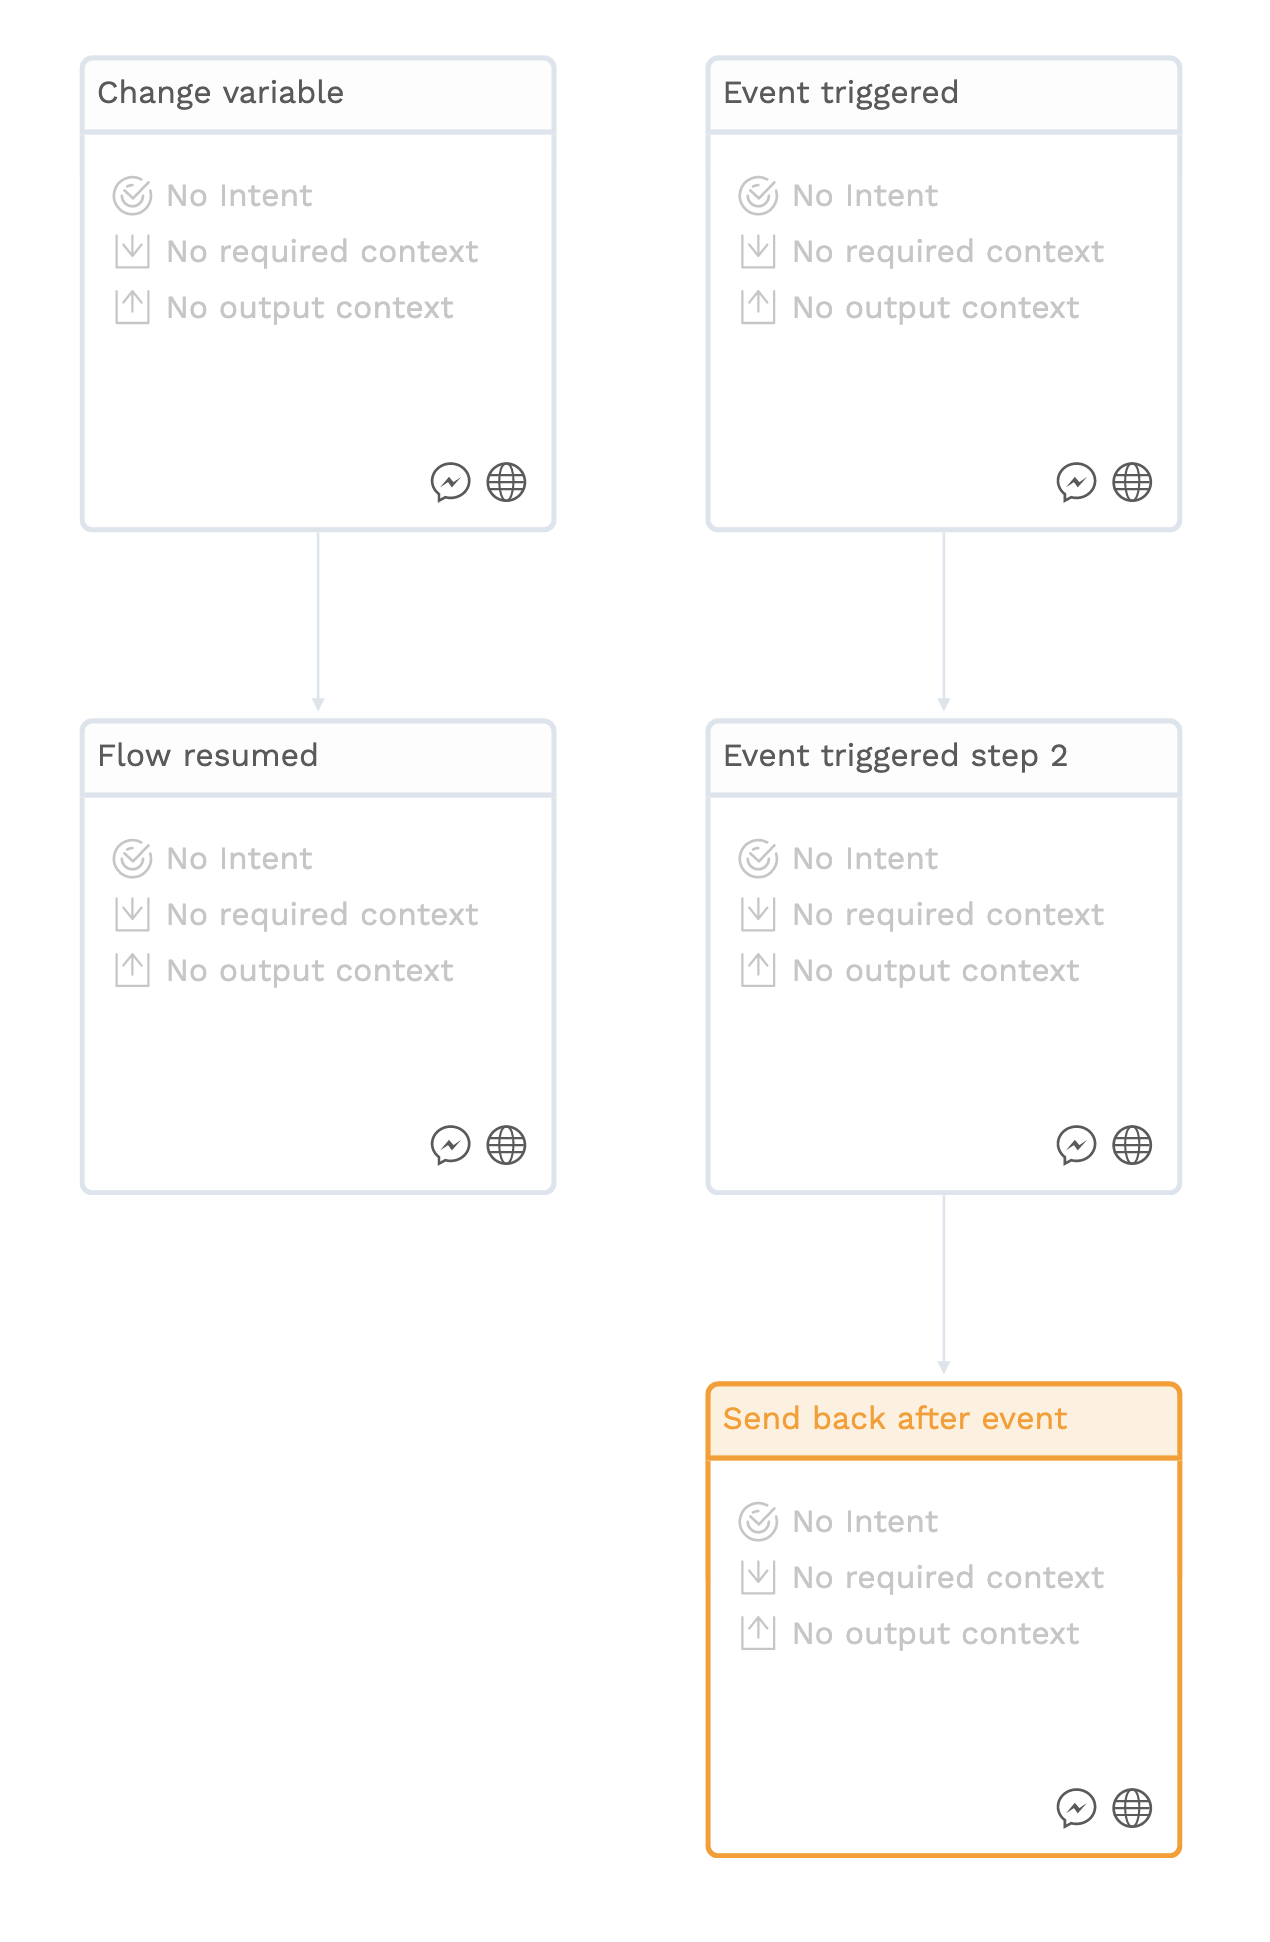 Change variable
No Intent
No required context
No output context
Event triggered
No Intent
No required context
No output context
Flow resumed
No Intent
No required context
No output context
Event triggered step 2
No Intent
No required context
No output context
Send back after event
No Intent
No required context
No output context